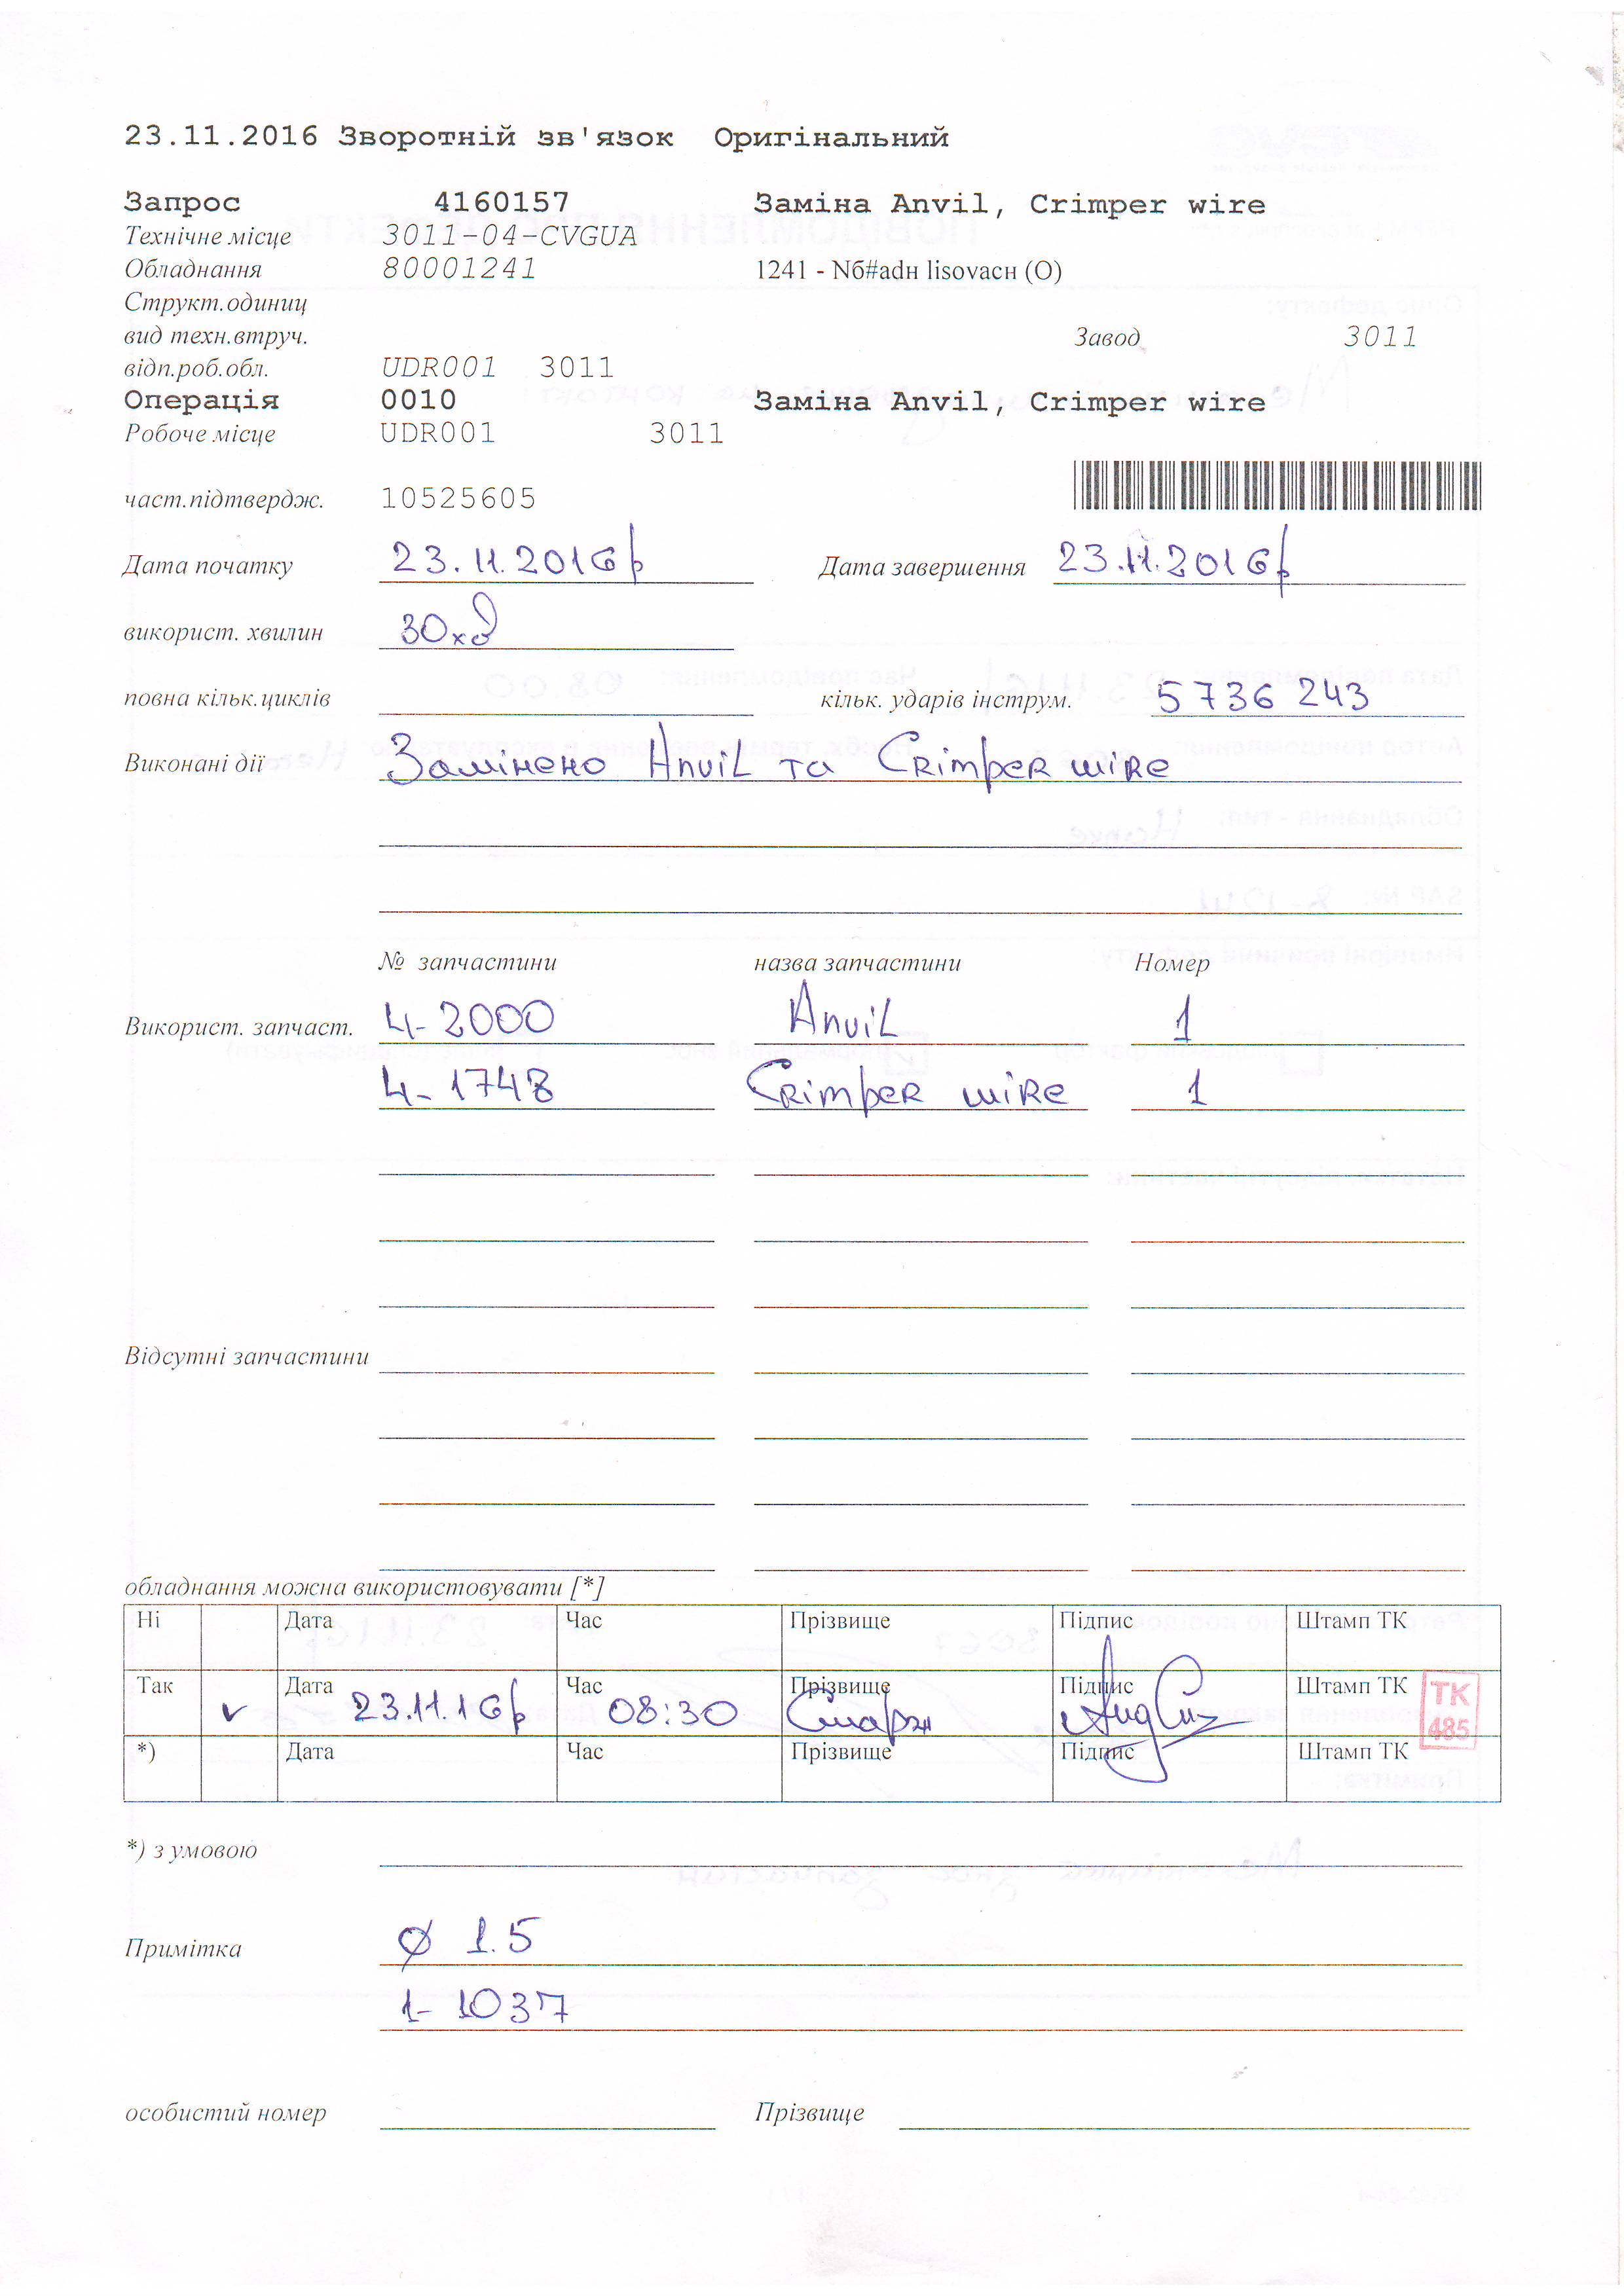 23.11.2016 Зворотній зв'язок Оригінальний
Запрос 4160157 Заміна Anvil, Crimper wire
Технічне місце 3011-04-CVGUA
Обладнання 80001241 1241 - Nб#adн lisovасн (O)
Структ.одиниц
вид техн.втруч. Завод 3011
відп.роб.обл. UDR001 3011
Операція 0010 Заміна Anvil, Crimper wire
Робоче місце UDR001 3011
част.підтвердж. 10525605
Дата початку 23.11.2016р Дата завершення 23.11.2016р
використ. хвилин 30хв
повна кільк.циклів кільк. ударів інструм. 5736243
Виконані дії Замінено Anvil та Crimper wire
№ запчастини назва запчастини Номер
Використ. запчаст. 4-2000 Anvil 1
4-1748 Crimper wire 1
Відсутні запчастини
обладнання можна використовувати [*]
Ні Дата Час Прізвище Підпис Штамп ТК
Так v Дата 23.11.16р Час 08:30 Прізвище Підпис Штамп ТК ТК 485
*) Дата Час Прізвище Підпис Штамп ТК
*) з умовою
Примітка Ø 1.5
1-1037
особистий номер Прізвище